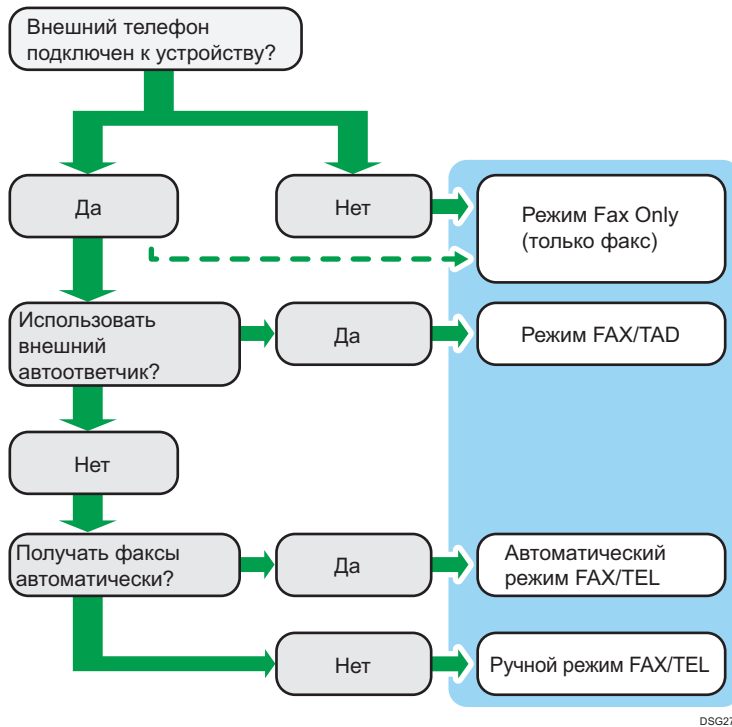 Внешний телефон
подключен к устройству?
Да
Нет
Режим Fax Only
(только факс)
Использовать
внешний
автоответчик?
Да
Режим FAX/TAD
Нет
Получать факсы
автоматически?
Да
Автоматический
режим FAX/TEL
Нет
Ручной режим FAX/TEL